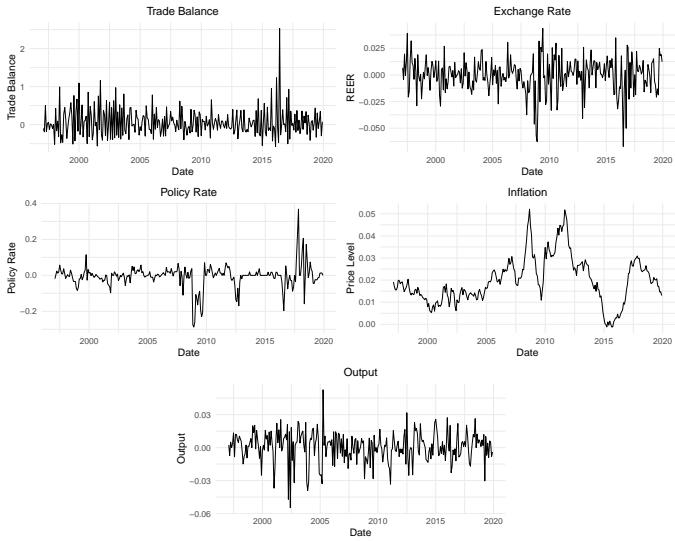 Trade Balance
Trade Balance
2
1
0
2000 2005 2010 2015 2020
Date
Exchange Rate
REER
0.025
0.000
−0.025
−0.050
2000 2005 2010 2015 2020
Date
Policy Rate
Policy Rate
0.4
0.2
0.0
−0.2
2000 2005 2010 2015 2020
Date
Inflation
Price Level
0.05
0.04
0.03
0.02
0.01
0.00
2000 2005 2010 2015 2020
Date
Output
Output
0.03
0.00
−0.03
−0.06
2000 2005 2010 2015 2020
Date